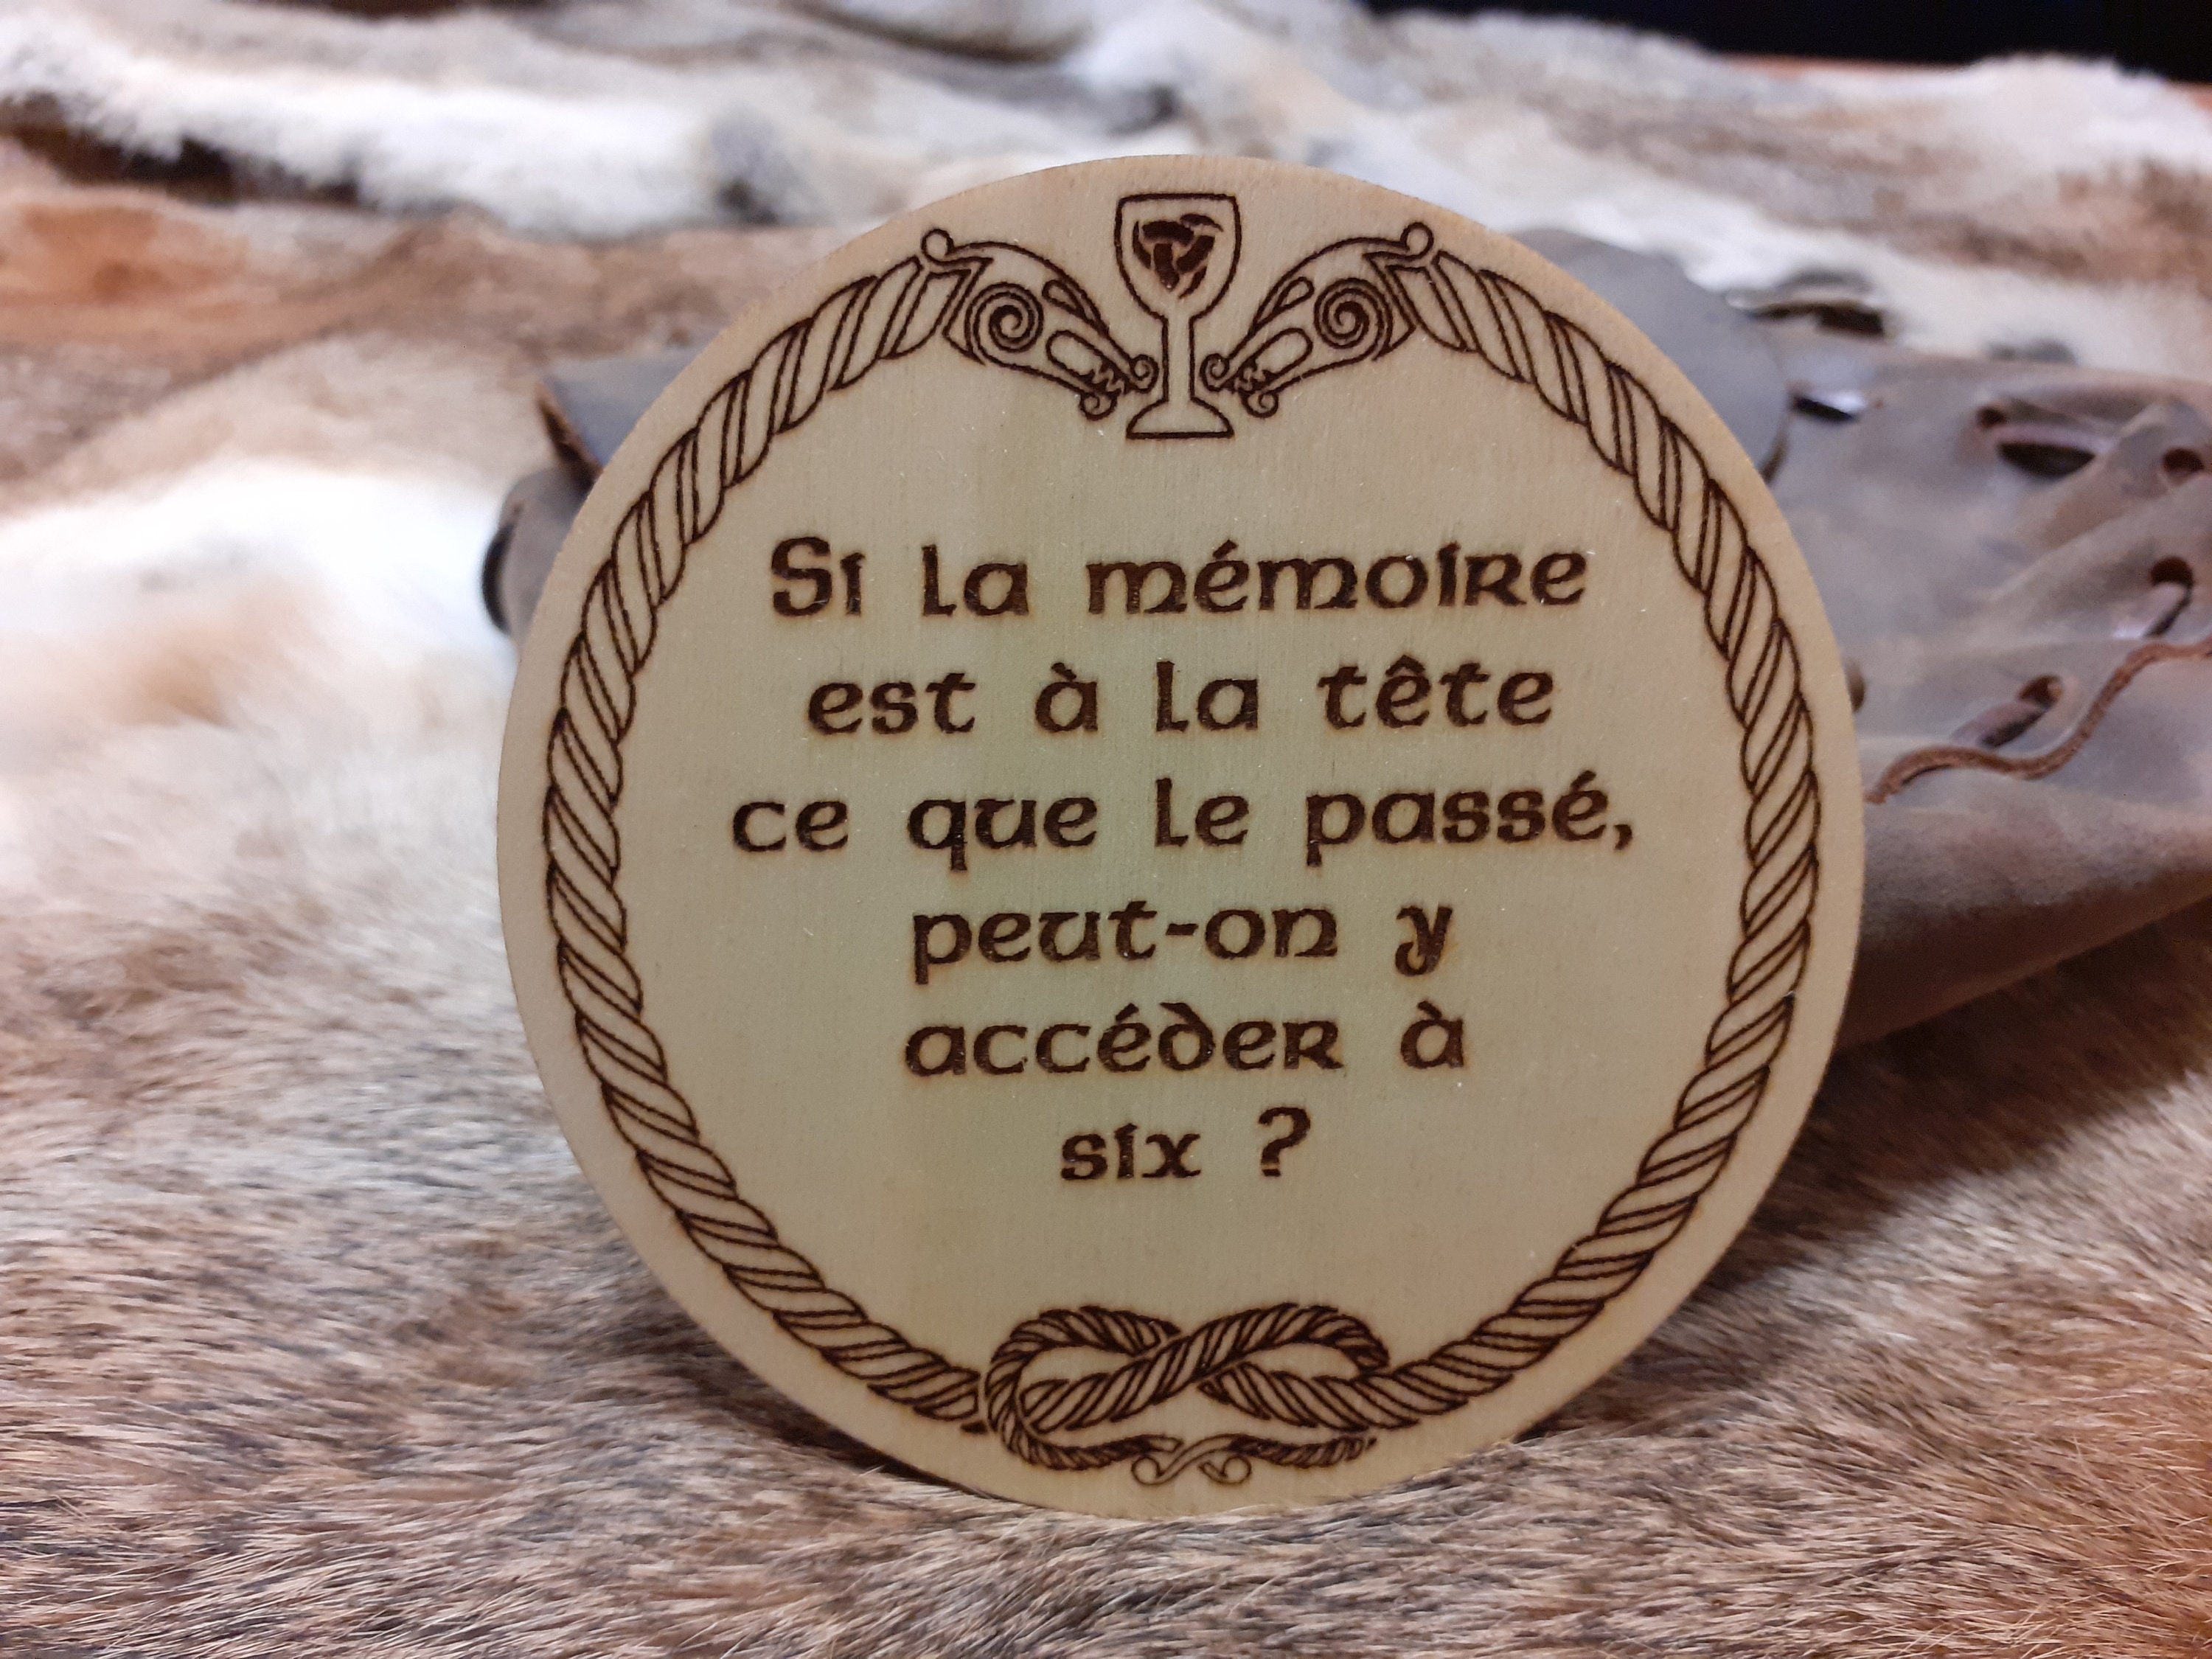 Si la mémoire
est à la tête
ce que le passé,
peut-on y
accéder à
six ?